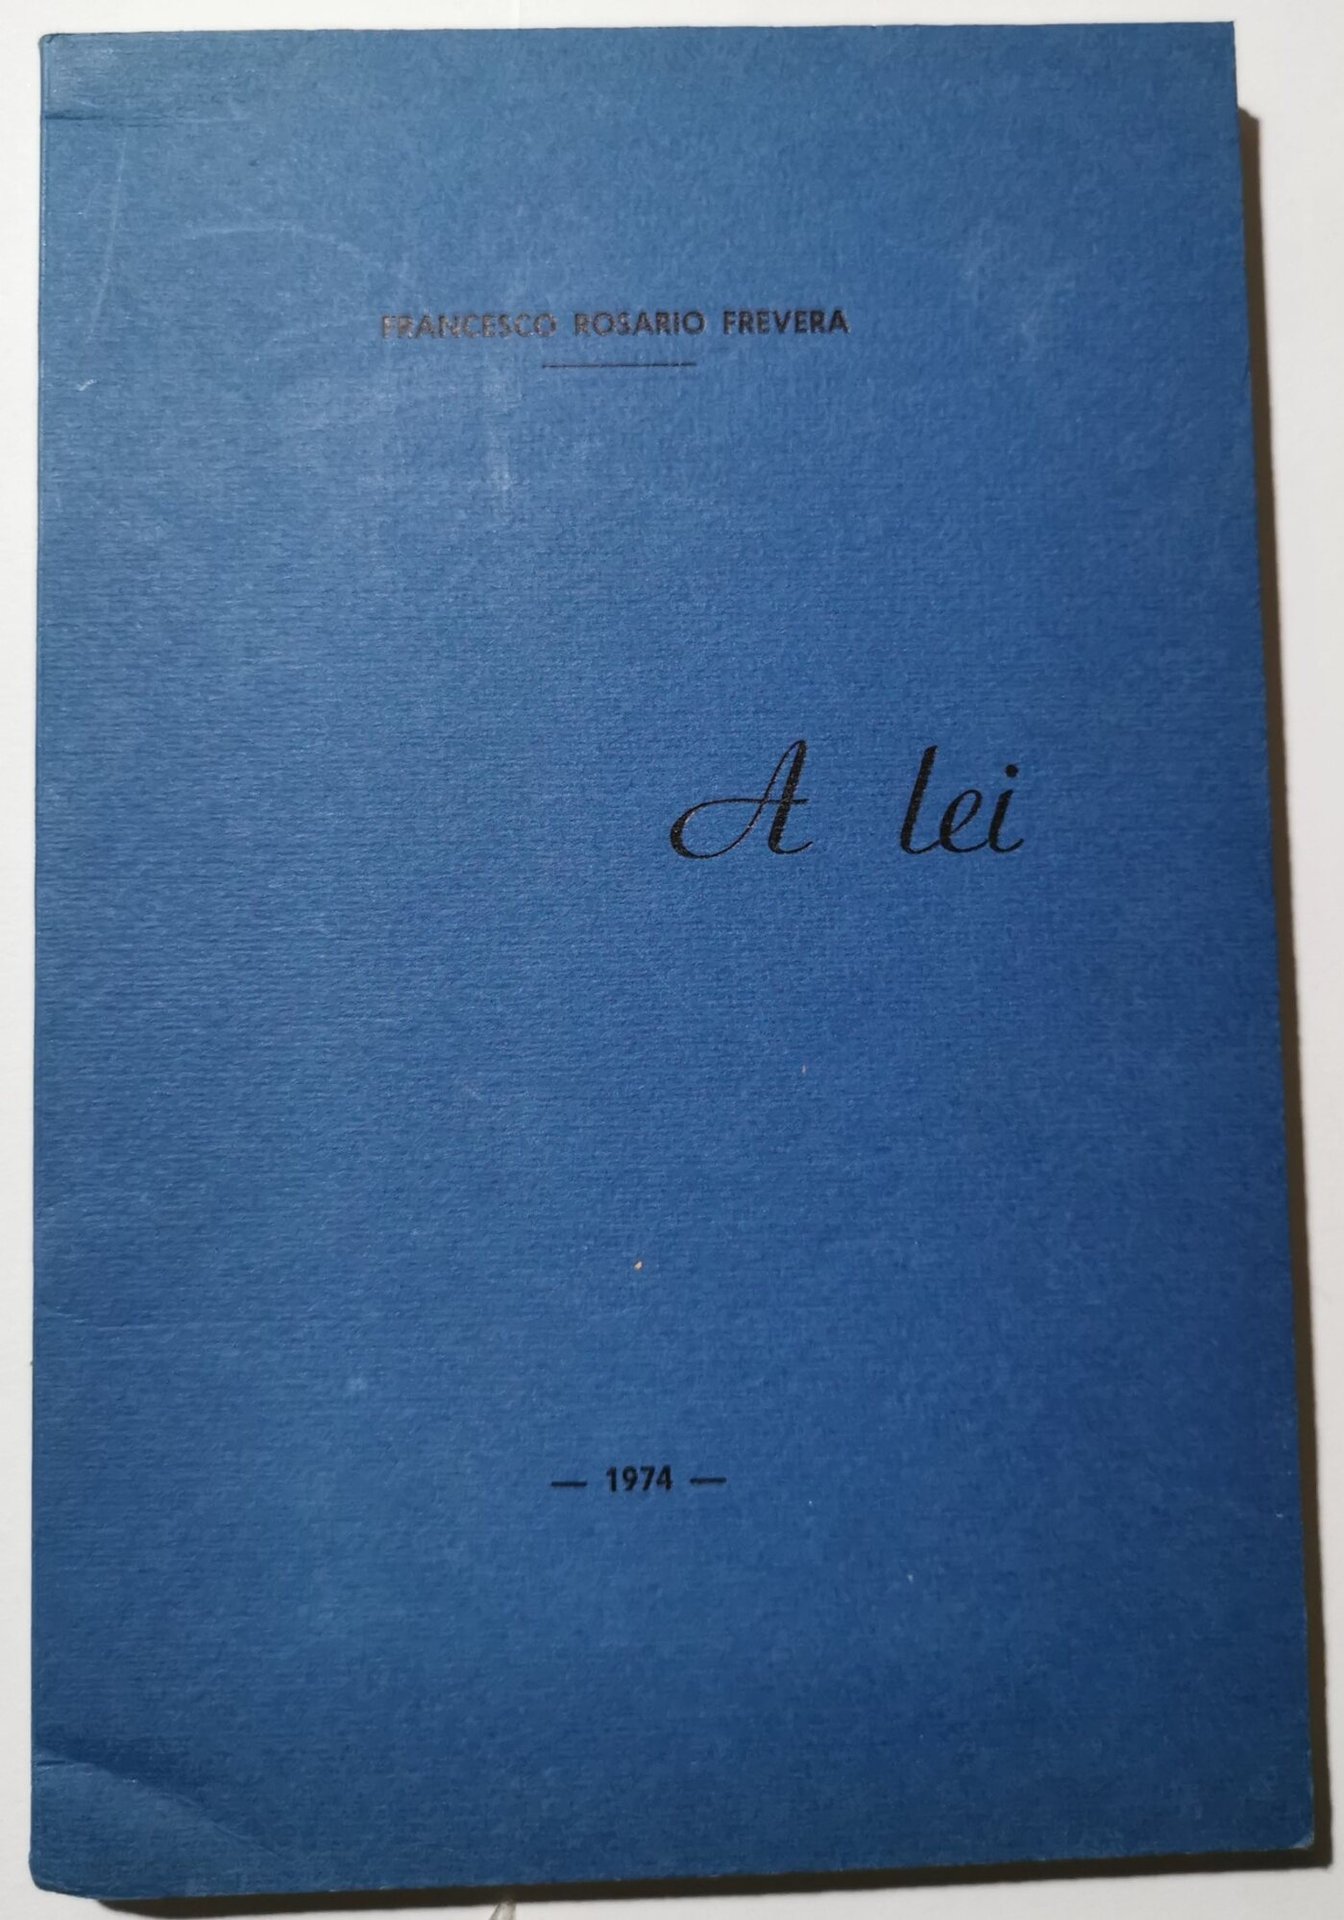 FRANCESCO ROSARIO FREVERA
A lei
— 1974 —